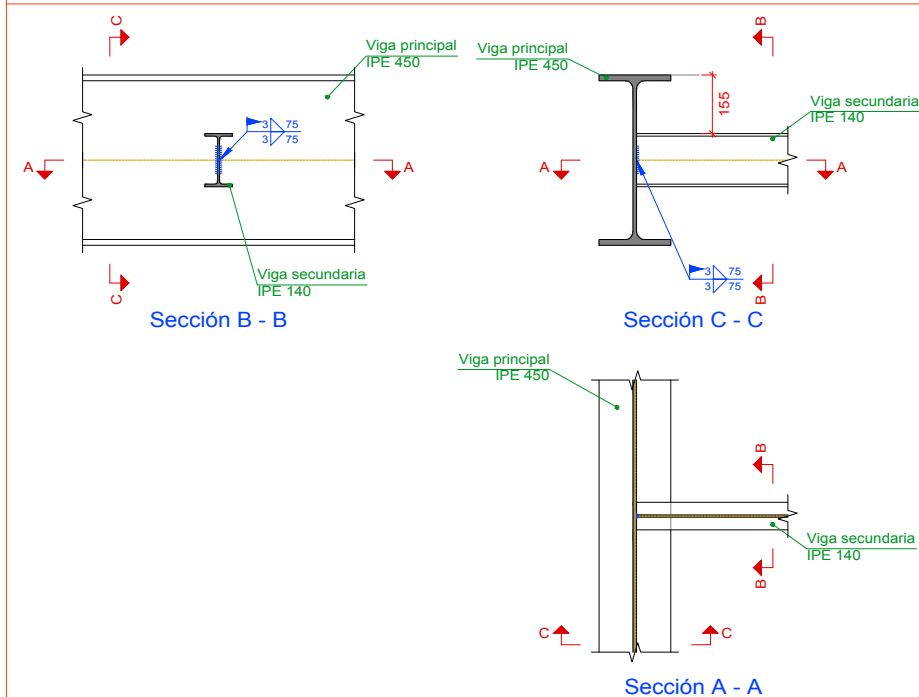 C
Viga principal
IPE 450
3 75
3 75
A
A
Viga secundaria
IPE 140
C
Sección B - B
B
Viga principal
IPE 450
155
Viga secundaria
IPE 140
A
A
3 75
3 75
B
Sección C - C
Viga principal
IPE 450
B
Viga secundaria
IPE 140
B
C
C
Sección A - A